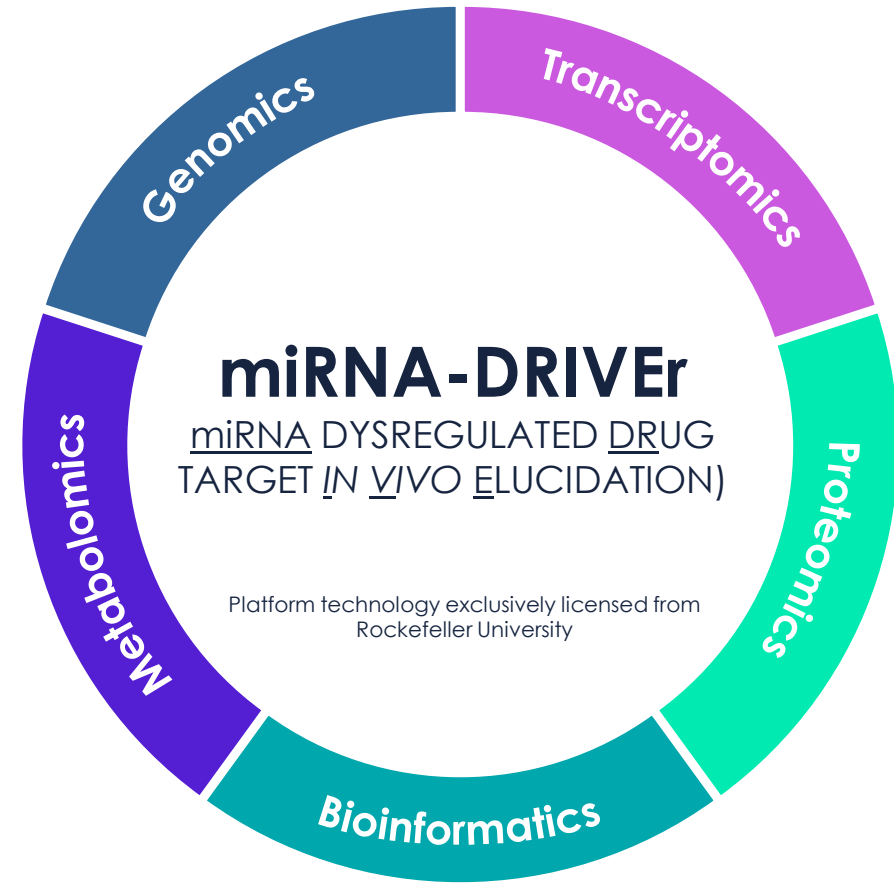 Genomics
Transcriptomics
Proteomics
Bioinformatics
Metabolomics
miRNA-DRIVEr
miRNA DYSREGULATED DRUG
TARGET IN VIVO ELUCIDATION)
Platform technology exclusively licensed from
Rockefeller University